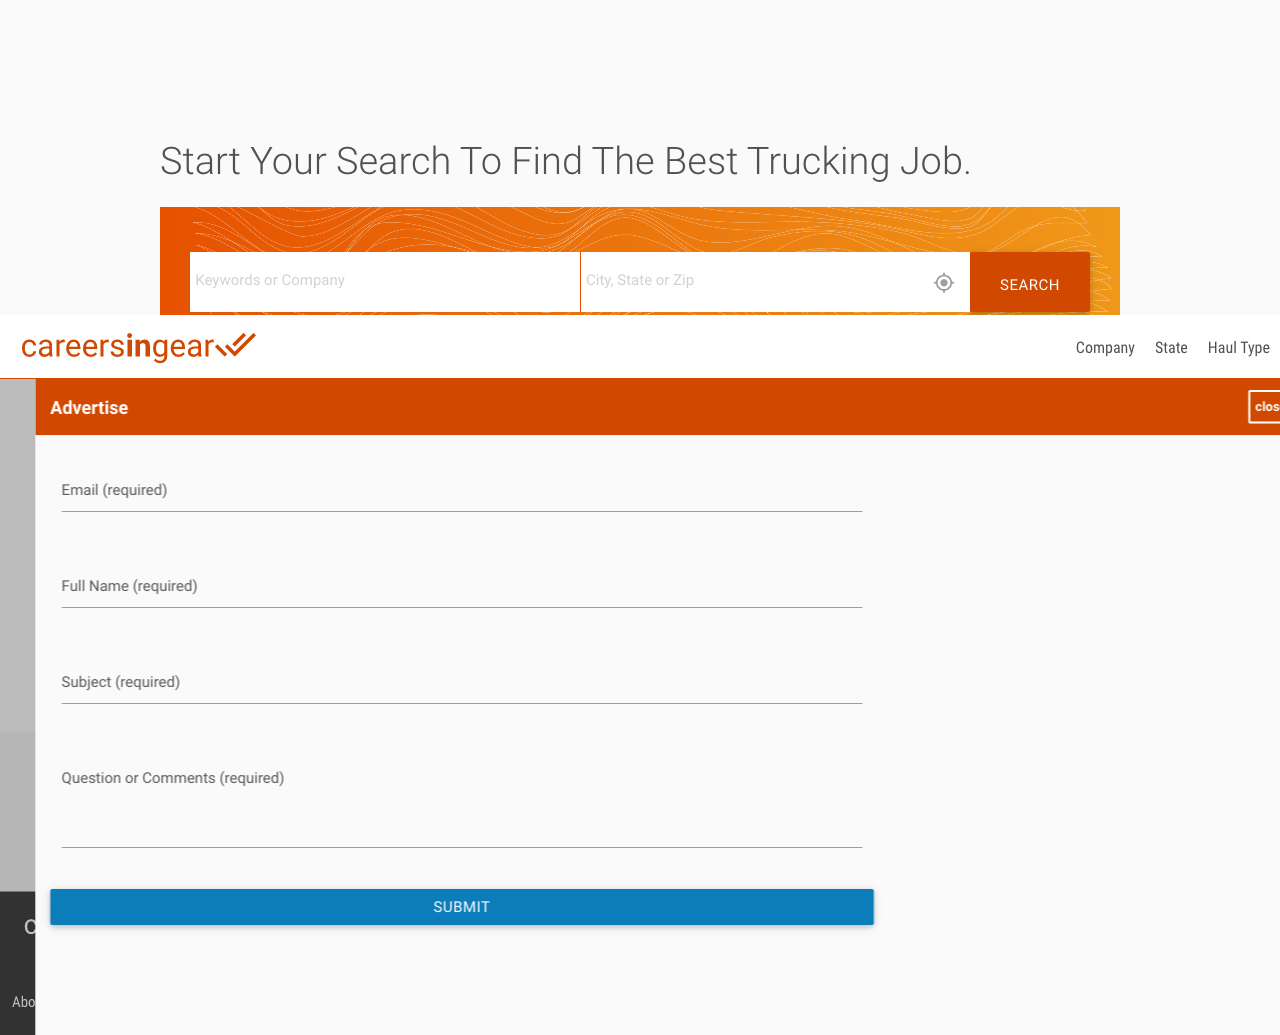 Start Your Search To Find The Best Trucking Job.
Keywords or Company
City, State or Zip
SEARCH
careersingear
Company State Haul Type
Advertise
clos
Email (required)
Full Name (required)
Subject (required)
Question or Comments (required)
SUBMIT
C
Abo